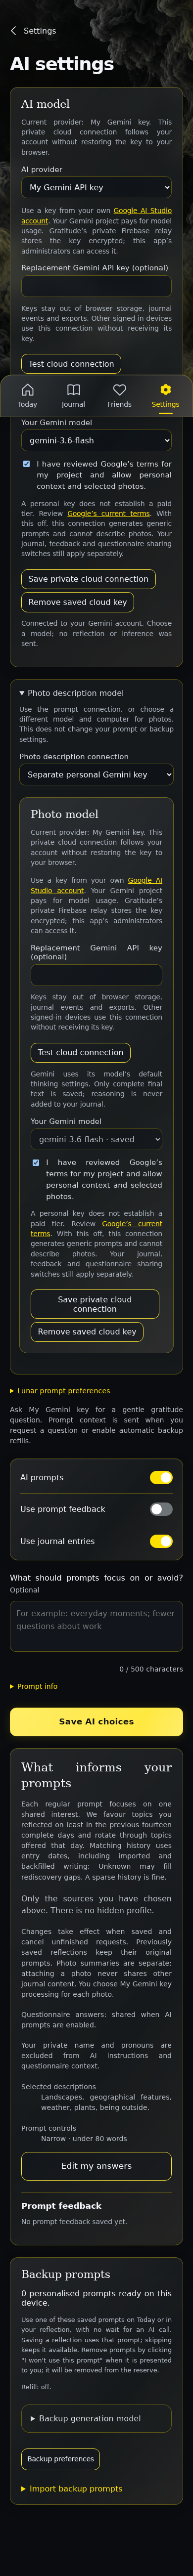 Settings
AI settings
AI model
Current provider: My Gemini key. This
private cloud connection follows your
account without restoring the key to your
browser.
AI provider
My Gemini API key
Use a key from your own Google AI Studio
account. Your Gemini project pays for model
usage. Gratitude's private Firebase relay
stores the key encrypted; this app's
administrators can access it.
Replacement Gemini API key (optional)
Keys stay out of browser storage, journal
events and exports. Other signed-in devices
use this connection without receiving its
key.
Test cloud connection
Today
Journal
Friends
Settings
Your Gemini model
gemini-3.6-flash
I have reviewed Google's terms for
my project and allow personal
context and selected photos.
A personal key does not establish a paid
tier. Review Google's current terms. With
this off, this connection generates generic
prompts and cannot describe photos. Your
journal, feedback and questionnaire sharing
switches still apply separately.
Save private cloud connection
Remove saved cloud key
Connected to your Gemini account. Choose
a model; no reflection or inference was
sent.
▼ Photo description model
Use the prompt connection, or choose a
different model and computer for photos.
This does not change your prompt or backup
settings.
Photo description connection
Separate personal Gemini key
Photo model
Current provider: My Gemini key. This
private cloud connection follows your
account without restoring the key to
your browser.
Use a key from your own Google AI
Studio account. Your Gemini project
pays for model usage. Gratitude's
private Firebase relay stores the key
encrypted; this app's administrators
can access it.
Replacement Gemini API key
(optional)
Keys stay out of browser storage,
journal events and exports. Other
signed-in devices use this connection
without receiving its key.
Test cloud connection
Gemini uses its model's default
thinking settings. Only complete final
text is saved; reasoning is never
added to your journal.
Your Gemini model
gemini-3.6-flash · saved
I have reviewed Google's
terms for my project and allow
personal context and selected
photos.
A personal key does not establish a
paid tier. Review Google's current
terms. With this off, this connection
generates generic prompts and cannot
describe photos. Your journal,
feedback and questionnaire sharing
switches still apply separately.
Save private cloud
connection
Remove saved cloud key
▶ Lunar prompt preferences
Ask My Gemini key for a gentle gratitude
question. Prompt context is sent when you
request a question or enable automatic backup
refills.
AI prompts
Use prompt feedback
Use journal entries
What should prompts focus on or avoid?
Optional
For example: everyday moments; fewer
questions about work
0 / 500 characters
▶ Prompt info
Save AI choices
What informs your
prompts
Each regular prompt focuses on one
shared interest. We favour topics you
reflected on least in the previous fourteen
complete days and rotate through topics
offered that day. Matching history uses
entry dates, including imported and
backfilled writing; Unknown may fill
rediscovery gaps. A sparse history is fine.
Only the sources you have chosen
above. There is no hidden profile.
Changes take effect when saved and
cancel unfinished requests. Previously
saved reflections keep their original
prompts. Photo summaries are separate:
attaching a photo never shares other
journal content. You choose My Gemini key
processing for each photo.
Questionnaire answers: shared when AI
prompts are enabled.
Your private name and pronouns are
excluded from AI instructions and
questionnaire context.
Selected descriptions
Landscapes, geographical features,
weather, plants, being outside.
Prompt controls
Narrow · under 80 words
Edit my answers
Prompt feedback
No prompt feedback saved yet.
Backup prompts
0 personalised prompts ready on this
device.
Use one of these saved prompts on Today or in
your reflection, with no wait for an AI call.
Saving a reflection uses that prompt; skipping
keeps it available. Remove prompts by clicking
"I won't use this prompt" when it is presented
to you; it will be removed from the reserve.
Refill: off.
▶ Backup generation model
Backup preferences
▶ Import backup prompts